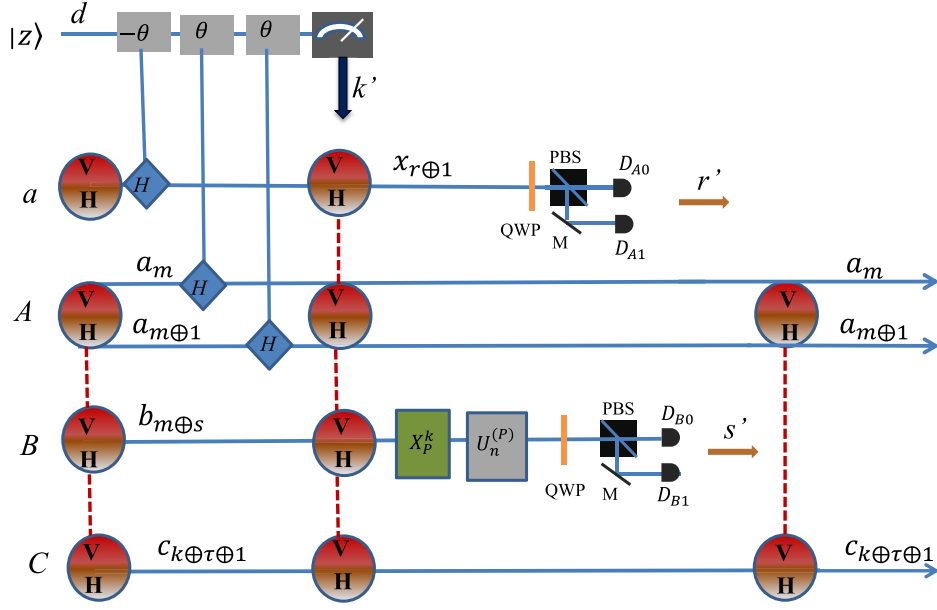 d
|z⟩ −θ θ θ
k'
V V
a H H H x_{r⊕1} PBS D_{A0} r'
QWP M D_{A1}
a_m H a_m
A V V V
H H H
a_{m⊕1} H a_{m⊕1}
V V PBS D_{B0}
B H b_{m⊕s} H X_P^k U_n^{(P)} s'
QWP M D_{B1}
V V V
C H c_{k⊕τ⊕1} H H c_{k⊕τ⊕1}